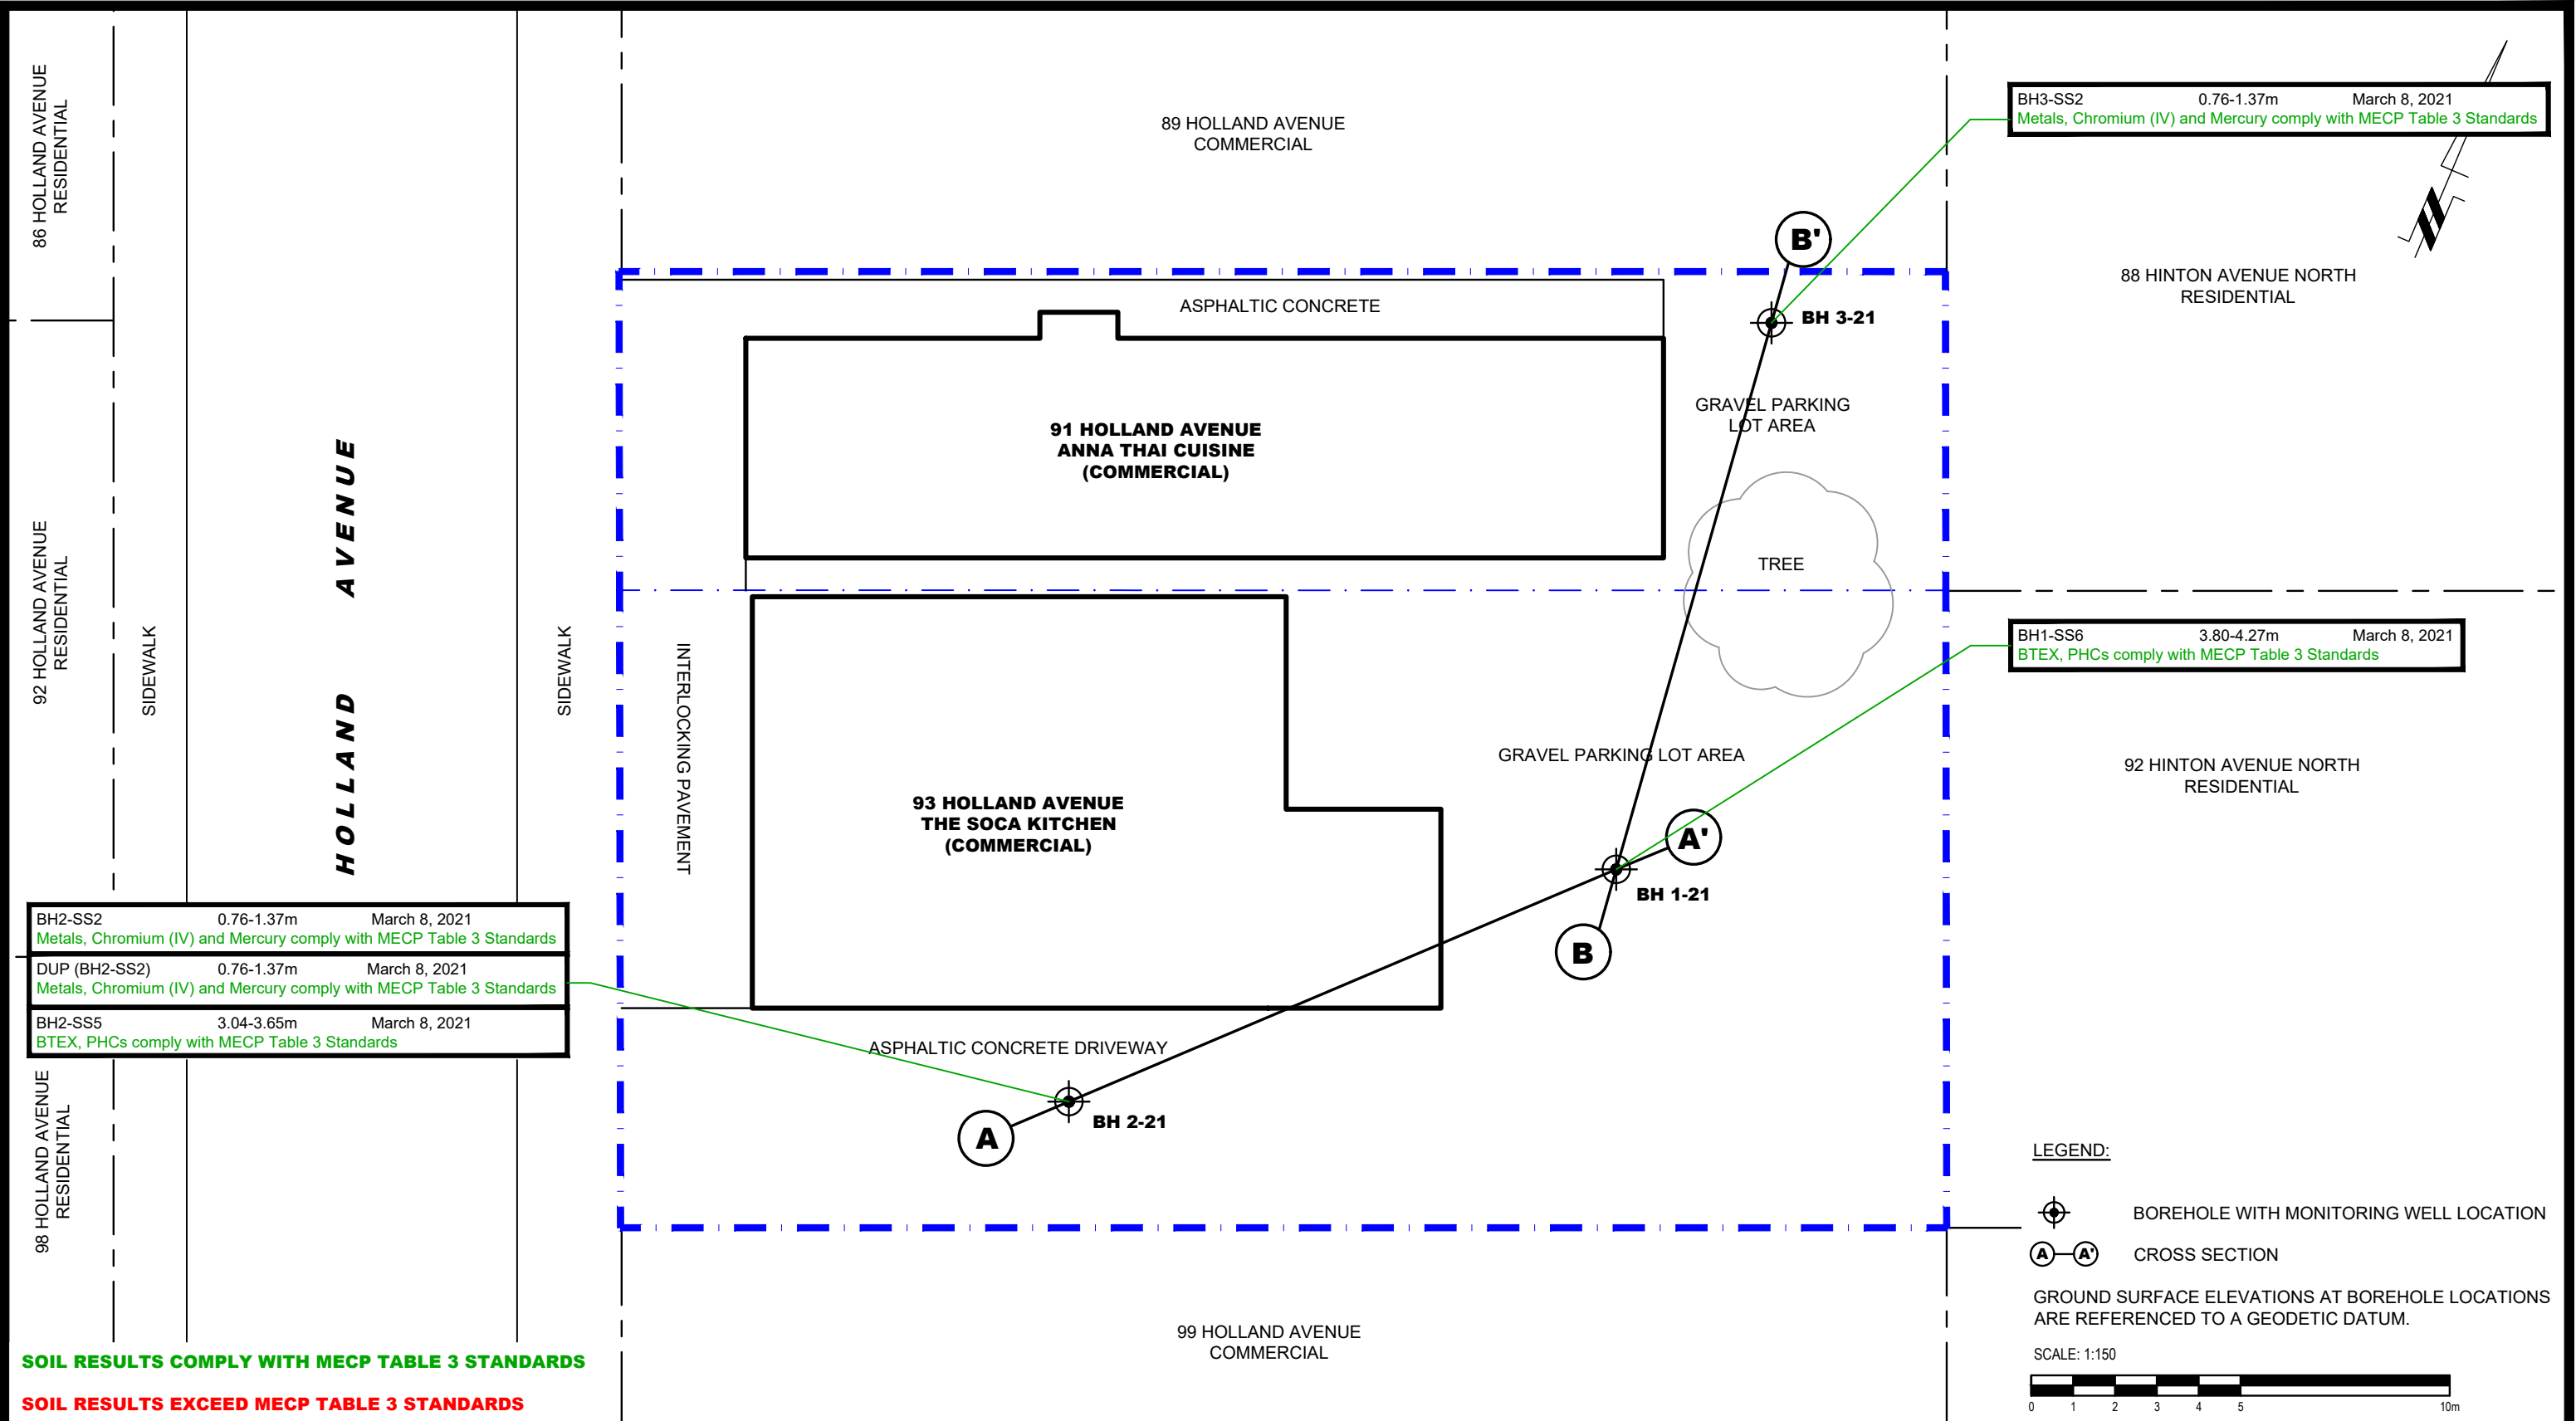 86 HOLLAND AVENUE
RESIDENTIAL
89 HOLLAND AVENUE
COMMERCIAL
BH3-SS2 0.76-1.37m March 8, 2021
Metals, Chromium (IV) and Mercury comply with MECP Table 3 Standards
B'
88 HINTON AVENUE NORTH
RESIDENTIAL
ASPHALTIC CONCRETE
BH 3-21
GRAVEL PARKING
LOT AREA
91 HOLLAND AVENUE
ANNA THAI CUISINE
(COMMERCIAL)
TREE
92 HOLLAND AVENUE
RESIDENTIAL
SIDEWALK
HOLLAND AVENUE
SIDEWALK
INTERLOCKING PAVEMENT
BH1-SS6 3.80-4.27m March 8, 2021
BTEX, PHCs comply with MECP Table 3 Standards
GRAVEL PARKING LOT AREA
92 HINTON AVENUE NORTH
RESIDENTIAL
93 HOLLAND AVENUE
THE SOCA KITCHEN
(COMMERCIAL)
A'
BH 1-21
B
BH2-SS2 0.76-1.37m March 8, 2021
Metals, Chromium (IV) and Mercury comply with MECP Table 3 Standards
DUP (BH2-SS2) 0.76-1.37m March 8, 2021
Metals, Chromium (IV) and Mercury comply with MECP Table 3 Standards
BH2-SS5 3.04-3.65m March 8, 2021
BTEX, PHCs comply with MECP Table 3 Standards
ASPHALTIC CONCRETE DRIVEWAY
BH 2-21
A
98 HOLLAND AVENUE
RESIDENTIAL
99 HOLLAND AVENUE
COMMERCIAL
LEGEND:
BOREHOLE WITH MONITORING WELL LOCATION
A A' CROSS SECTION
GROUND SURFACE ELEVATIONS AT BOREHOLE LOCATIONS
ARE REFERENCED TO A GEODETIC DATUM.
SCALE: 1:150
0 1 2 3 4 5 10m
SOIL RESULTS COMPLY WITH MECP TABLE 3 STANDARDS
SOIL RESULTS EXCEED MECP TABLE 3 STANDARDS